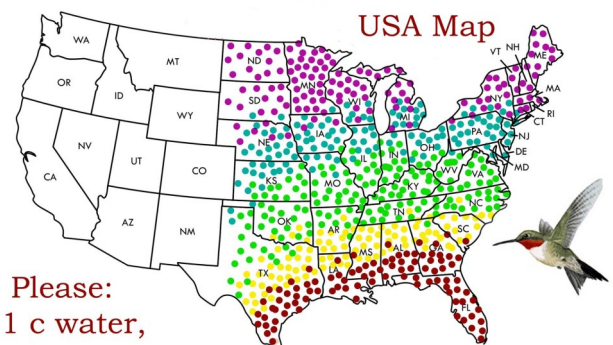 USA Map
WA
OR
CA
NV
ID
MT
WY
UT
AZ
CO
NM
ND
SD
NE
KS
OK
TX
MN
IA
MO
AR
LA
WI
IL
MS
MI
IN
KY
TN
AL
OH
WV
VA
NC
SC
GA
FL
PA
NY
VT
NH
ME
MA
RI
CT
NJ
DE
MD
Please:
1 c water,